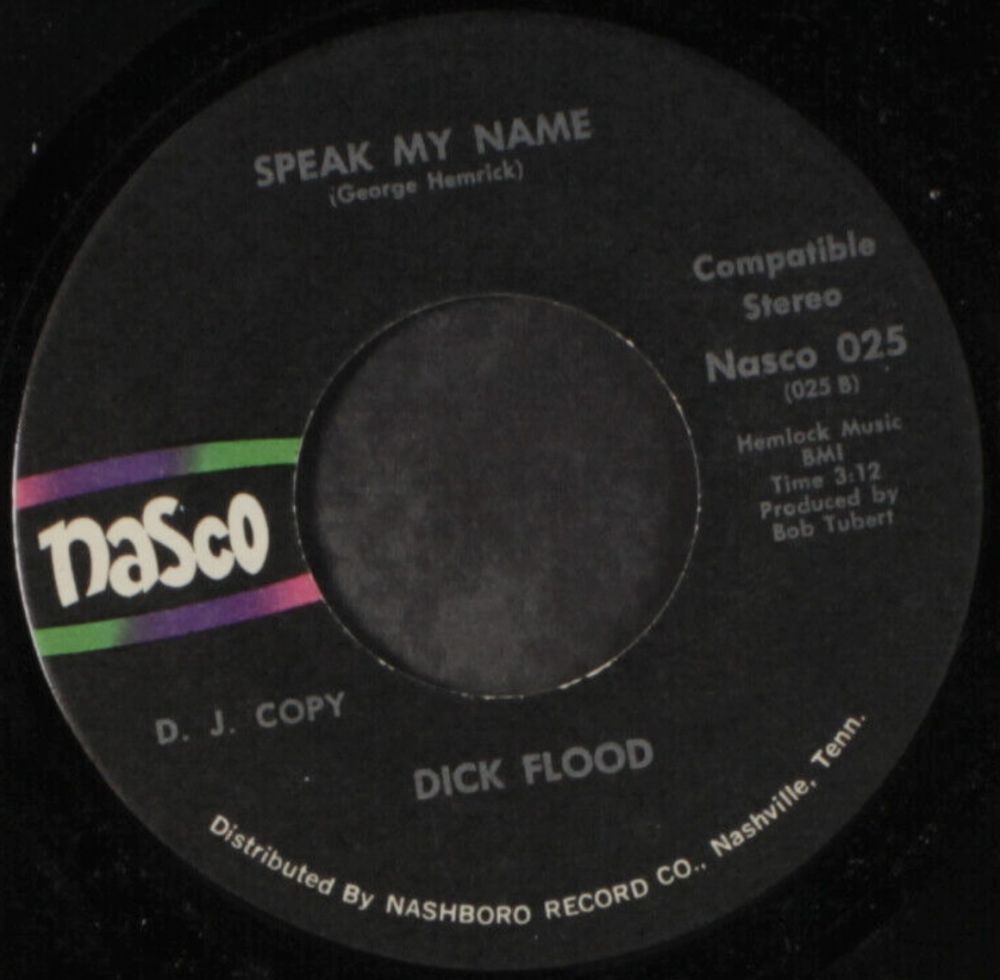 SPEAK MY NAME
(George Hemrick)
Compatible
Stereo
Nasco 025
(025 B)
Hemlock Music
BMI
Time 3:12
Produced by
Bob Tubert
nasco
D. J. COPY
DICK FLOOD
Distributed By NASHBORO RECORD CO., Nashville, Tenn.